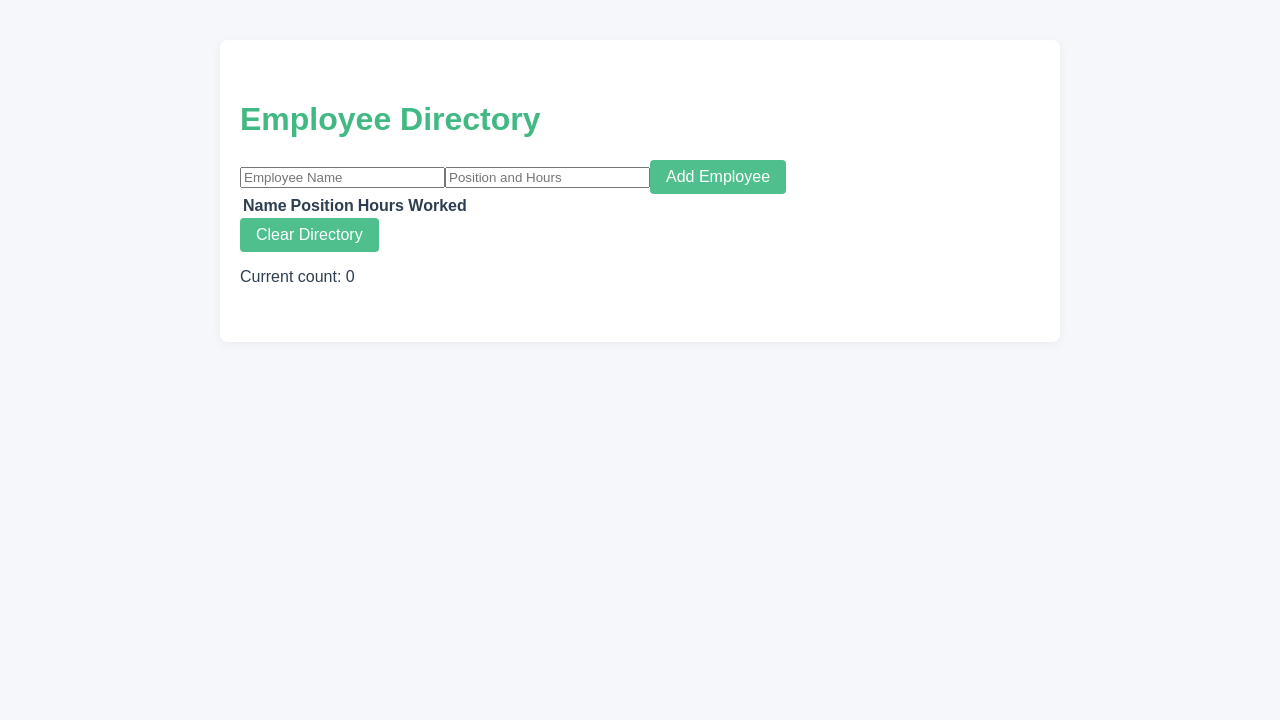 Employee Directory
Employee Name Position and Hours Add Employee
Name Position Hours Worked
Clear Directory
Current count: 0